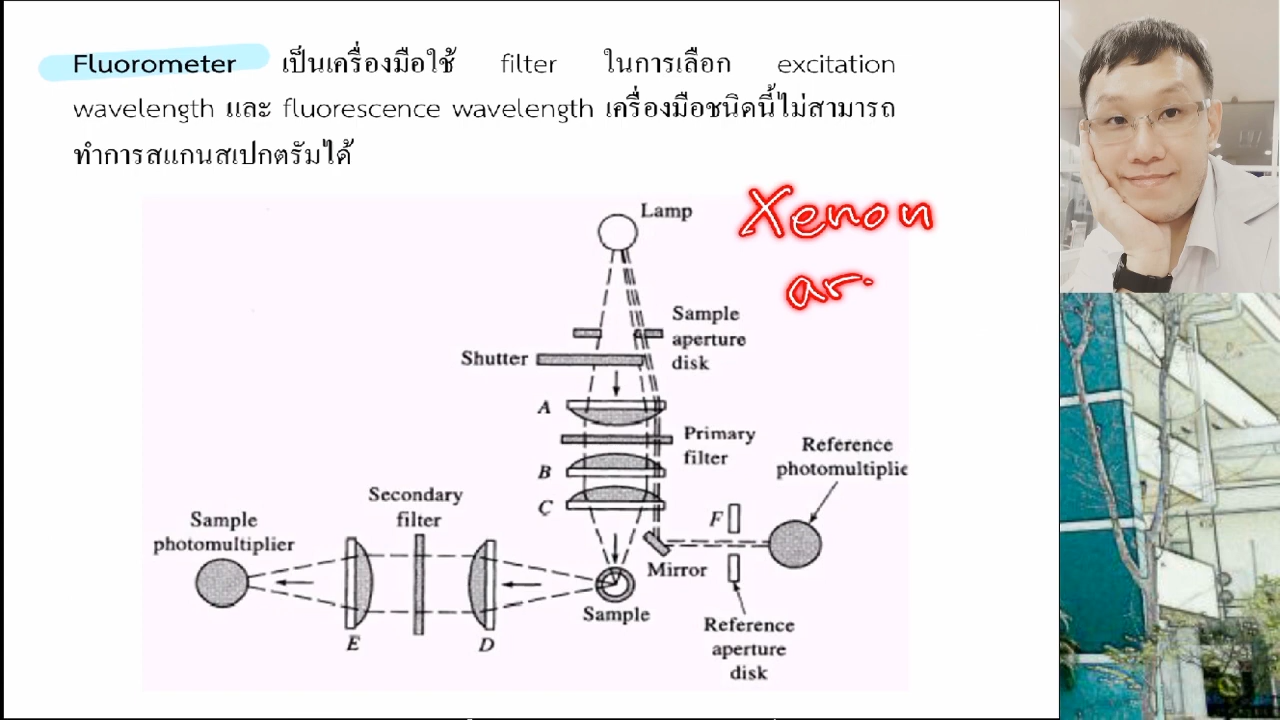 Fluorometer เป็นเครื่องมือใช้ filter ในการเลือก excitation
wavelength และ fluorescence wavelength เครื่องมือชนิดนี้ไม่สามารถ
ทำการสแกนสเปกตรัมได้
Lamp
Xenon
ar
Sample
aperture
disk
Shutter
A
Primary
filter
B
C
Reference
photomultiplie
Secondary
filter
Sample
photomultiplier
F
Mirror
Sample
Reference
aperture
disk
E
D